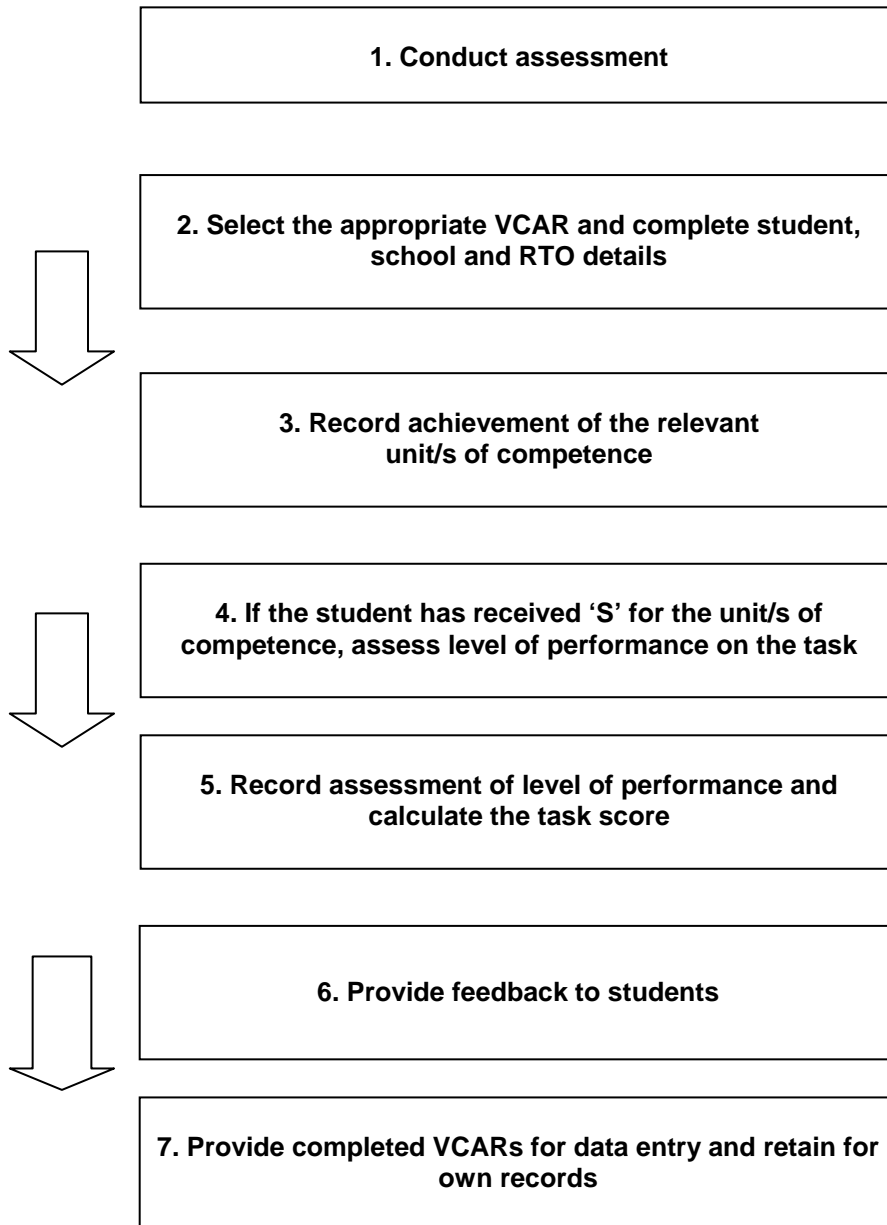 1. Conduct assessment
2. Select the appropriate VCAR and complete student,
school and RTO details
3. Record achievement of the relevant
unit/s of competence
4. If the student has received ‘S’ for the unit/s of
competence, assess level of performance on the task
5. Record assessment of level of performance and
calculate the task score
6. Provide feedback to students
7. Provide completed VCARs for data entry and retain for
own records